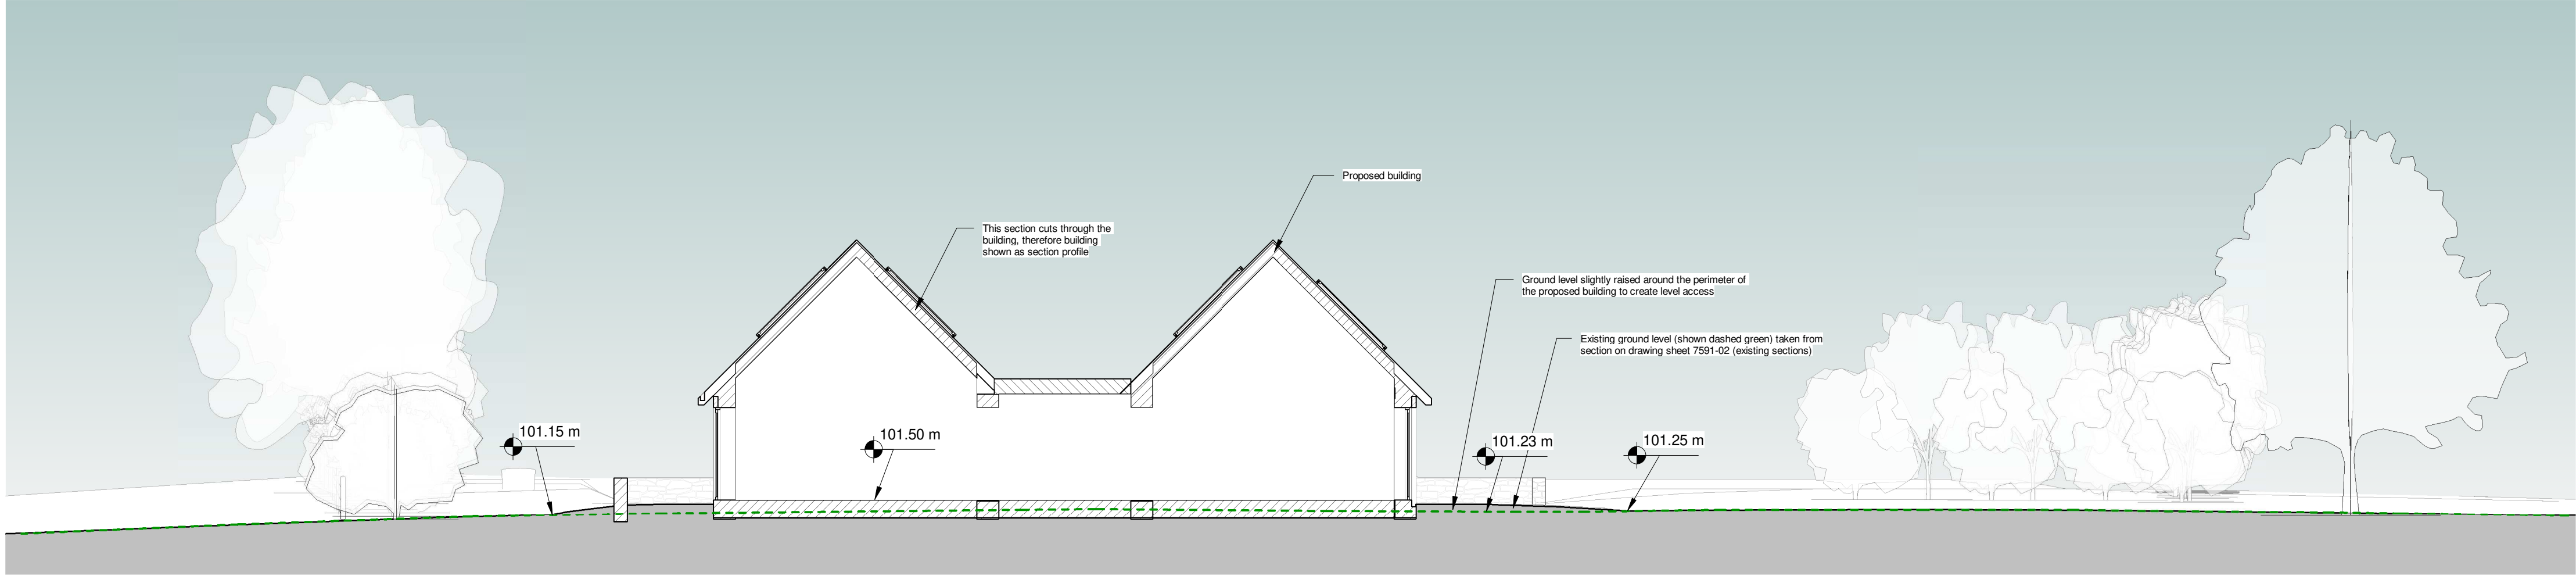 Proposed building
This section cuts through the
building, therefore building
shown as section profile
Ground level slightly raised around the perimeter of
the proposed building to create level access
Existing ground level (shown dashed green) taken from
section on drawing sheet 7591-02 (existing sections)
101.15 m
101.50 m
101.23 m
101.25 m